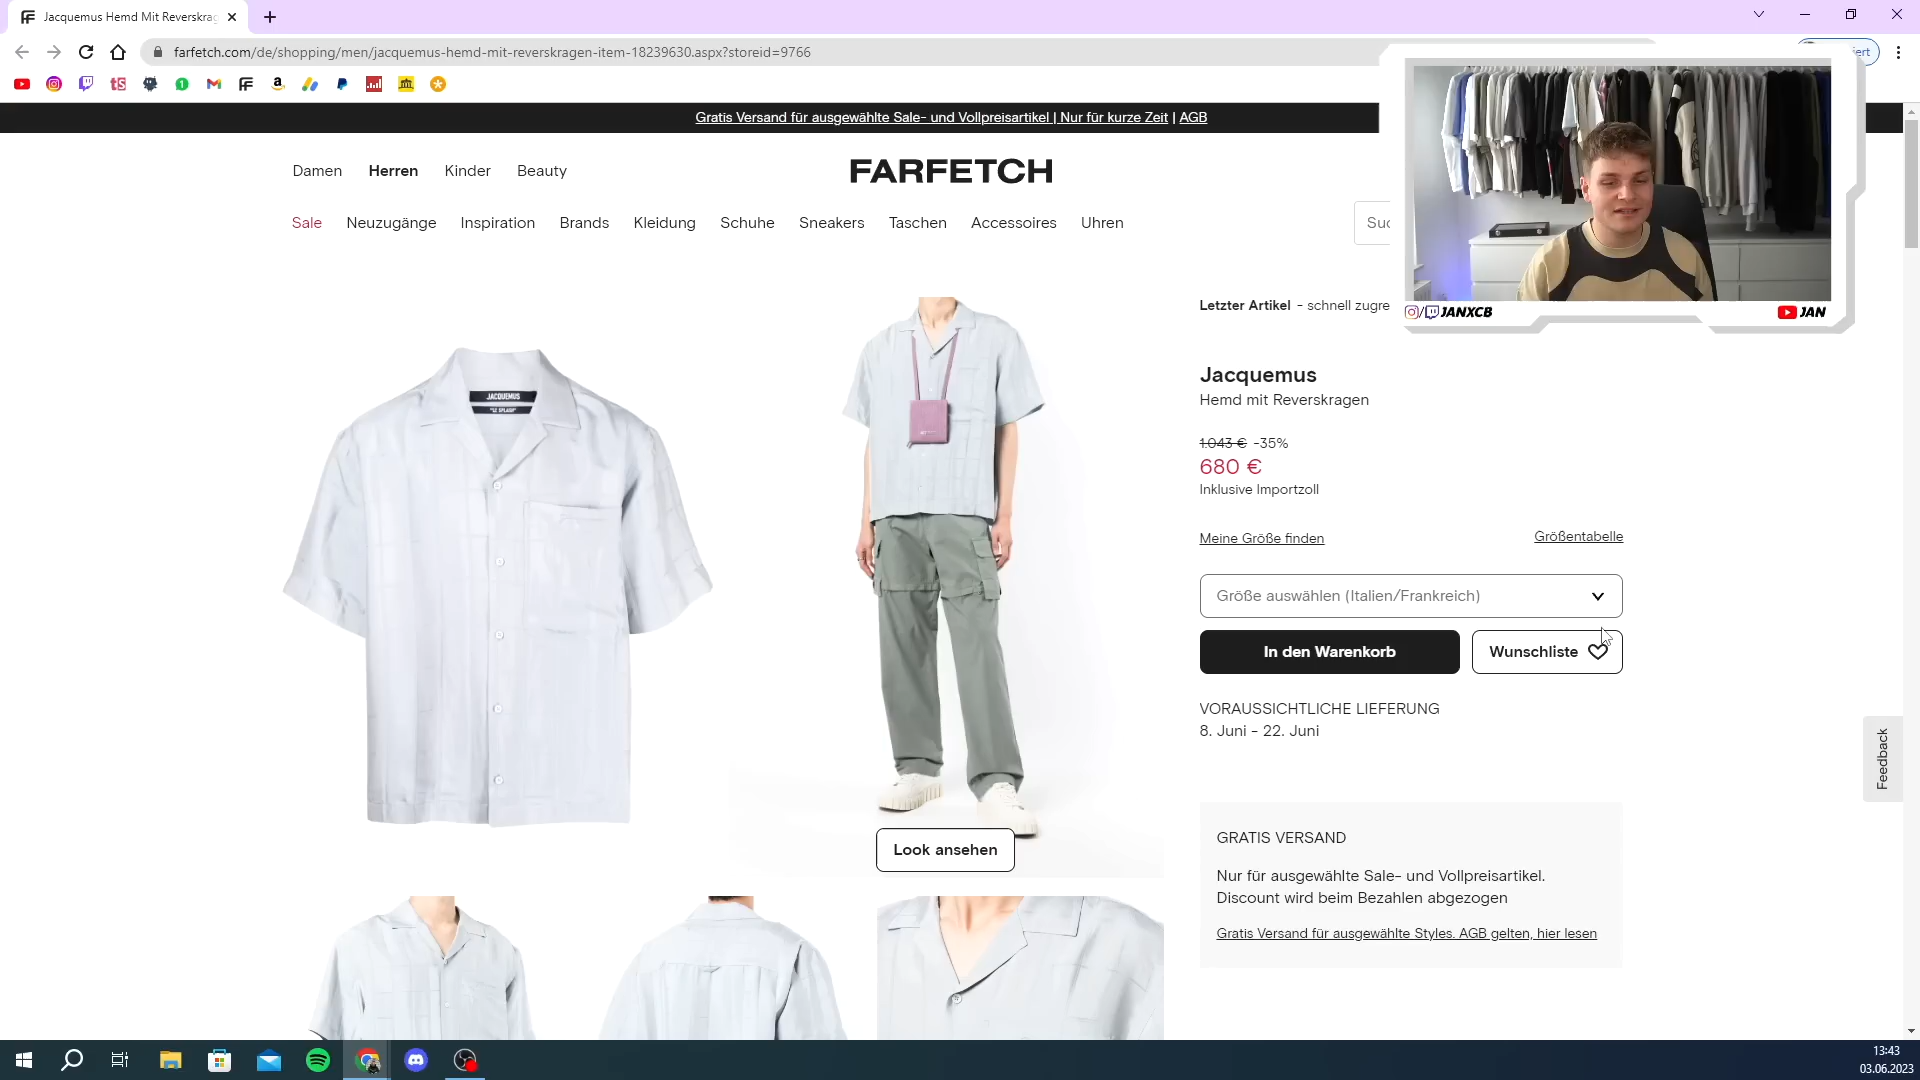 Jacquemus Hemd Mit Reverskrag
farfetch.com/de/shopping/men/jacquemus-hemd-mit-reverskragen-item-18239630.aspx?storeid=9766
Gratis Versand für ausgewählte Sale- und Vollpreisartikel | Nur für kurze Zeit | AGB
Damen Herren Kinder Beauty
FARFETCH
Sale Neuzugänge Inspiration Brands Kleidung Schuhe Sneakers Taschen Accessoires Uhren
Suc
JANXCB
JAN
Letzter Artikel - schnell zugre
JACQUEMUS
"LE SPLASH"
Jacquemus
Hemd mit Reverskragen
1.043 € -35%
680 €
Inklusive Importzoll
Meine Größe finden Größentabelle
Größe auswählen (Italien/Frankreich)
In den Warenkorb Wunschliste
VORAUSSICHTLICHE LIEFERUNG
8. Juni - 22. Juni
Feedback
GRATIS VERSAND
Nur für ausgewählte Sale- und Vollpreisartikel.
Discount wird beim Bezahlen abgezogen
Gratis Versand für ausgewählte Styles. AGB gelten, hier lesen
Look ansehen
13:43
03.06.2023